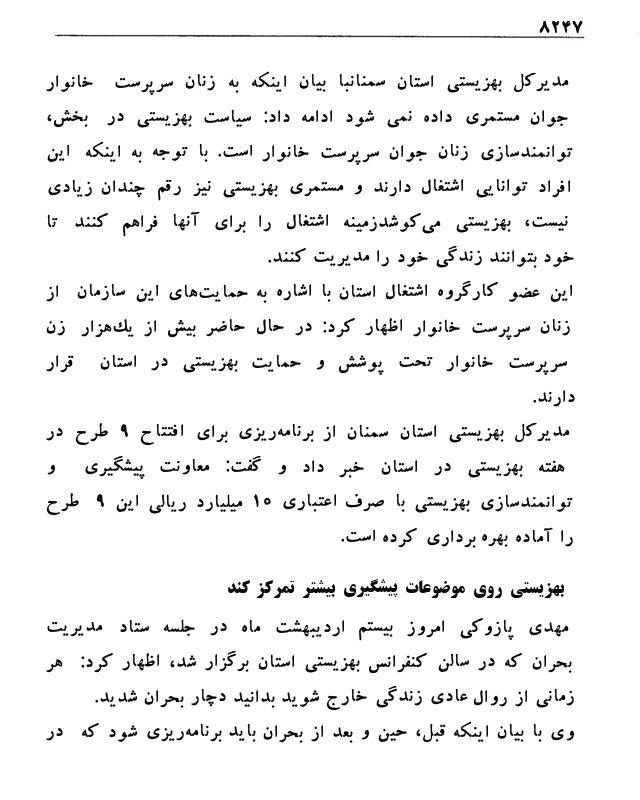 ۸۲۴۷
مدیرکل بهزیستی استان سمنانبا بیان اینکه به زنان سرپرست خانوار
جوان مستمری داده نمی شود ادامه داد: سیاست بهزیستی در بخش،
توانمندسازی زنان جوان سرپرست خانوار است. با توجه به اینکه این
افراد توانایی اشتغال دارند و مستمری بهزیستی نیز رقم چندان زیادی
نیست، بهزیستی می‌کوشدزمینه اشتغال را برای آنها فراهم کنند تا
خود بتوانند زندگی خود را مدیریت کنند.
این عضو کارگروه اشتغال استان با اشاره به حمایت‌های این سازمان از
زنان سرپرست خانوار اظهار کرد: در حال حاضر بیش از یك‌هزار زن
سرپرست خانوار تحت پوشش و حمایت بهزیستی در استان قرار
دارند.
مدیرکل بهزیستی استان سمنان از برنامه‌ریزی برای افتتاح ۹ طرح در
هفته بهزیستی در استان خبر داد و گفت: معاونت پیشگیری و
توانمندسازی بهزیستی با صرف اعتباری ۱۵ میلیارد ریالی این ۹ طرح
را آماده بهره برداری کرده است.
بهزیستی روی موضوعات پیشگیری بیشتر تمرکز کند
مهدی پازوکی امروز بیستم اردیبهشت ماه در جلسه ستاد مدیریت
بحران که در سالن کنفرانس بهزیستی استان برگزار شد، اظهار کرد: هر
زمانی از روال عادی زندگی خارج شوید بدانید دچار بحران شدید.
وی با بیان اینکه قبل، حین و بعد از بحران باید برنامه‌ریزی شود که در